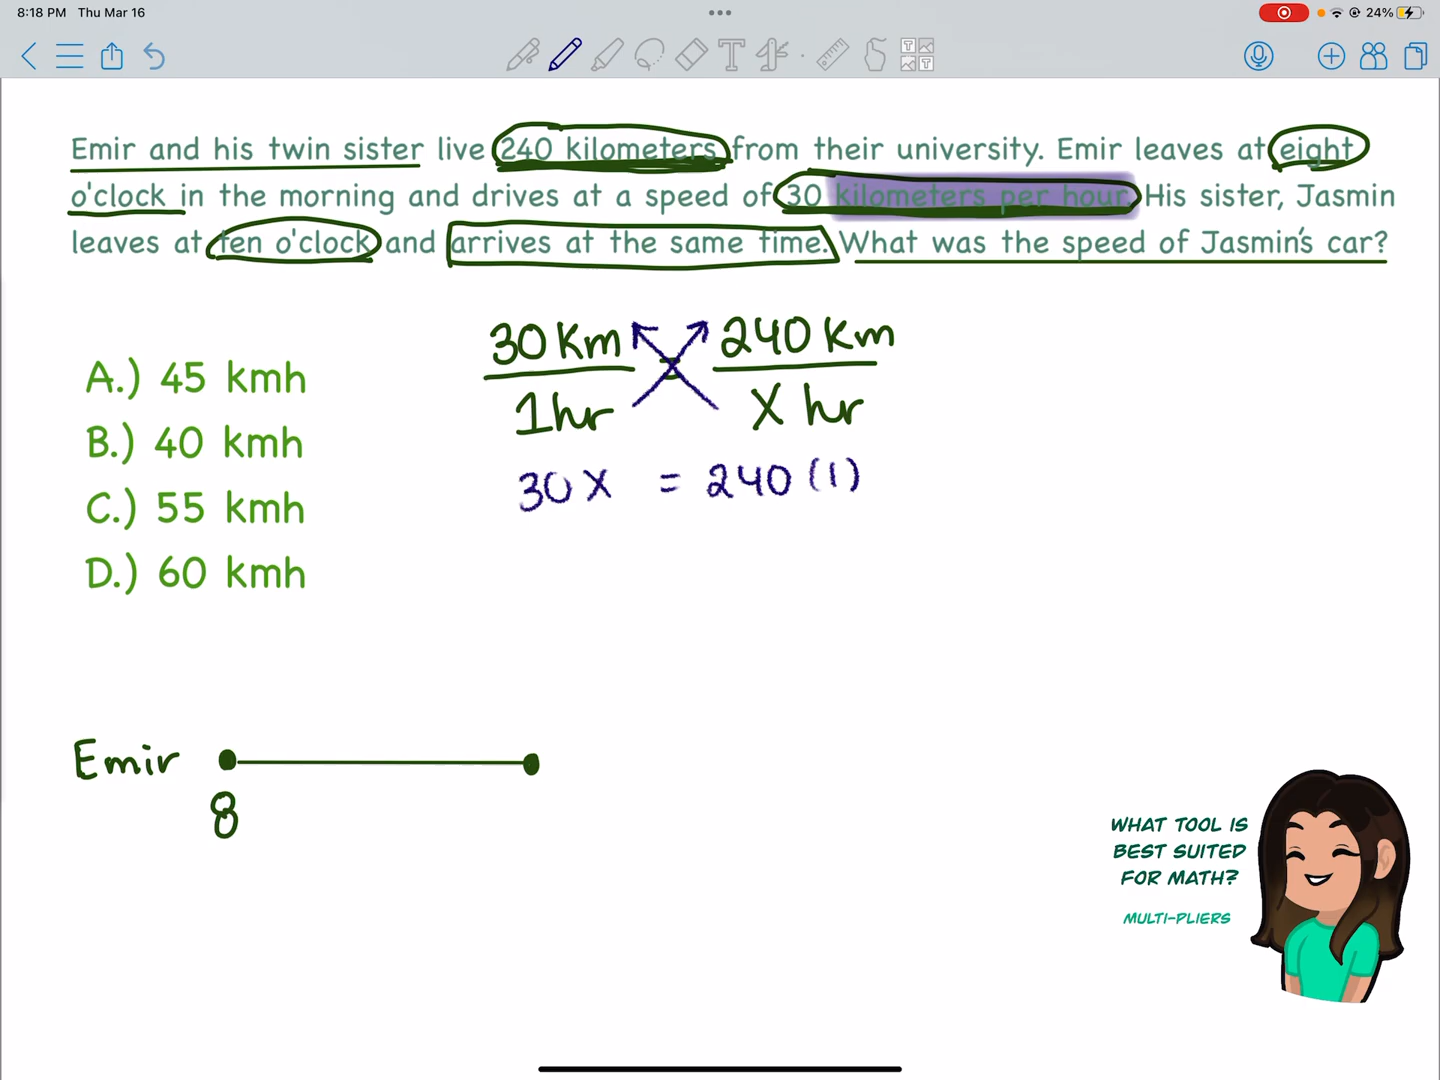 8:18 PM Thu Mar 16
24%
Emir and his twin sister live 240 kilometers from their university. Emir leaves at eight
o'clock in the morning and drives at a speed of 30 kilometers per hour. His sister, Jasmin
leaves at ten o'clock and arrives at the same time. What was the speed of Jasmin's car?
30 Km = 240 Km
1 hr X hr
30 X = 240 (1)
A.) 45 kmh
B.) 40 kmh
C.) 55 kmh
D.) 60 kmh
Emir
8
WHAT TOOL IS
BEST SUITED
FOR MATH?
MULTI-PLIERS